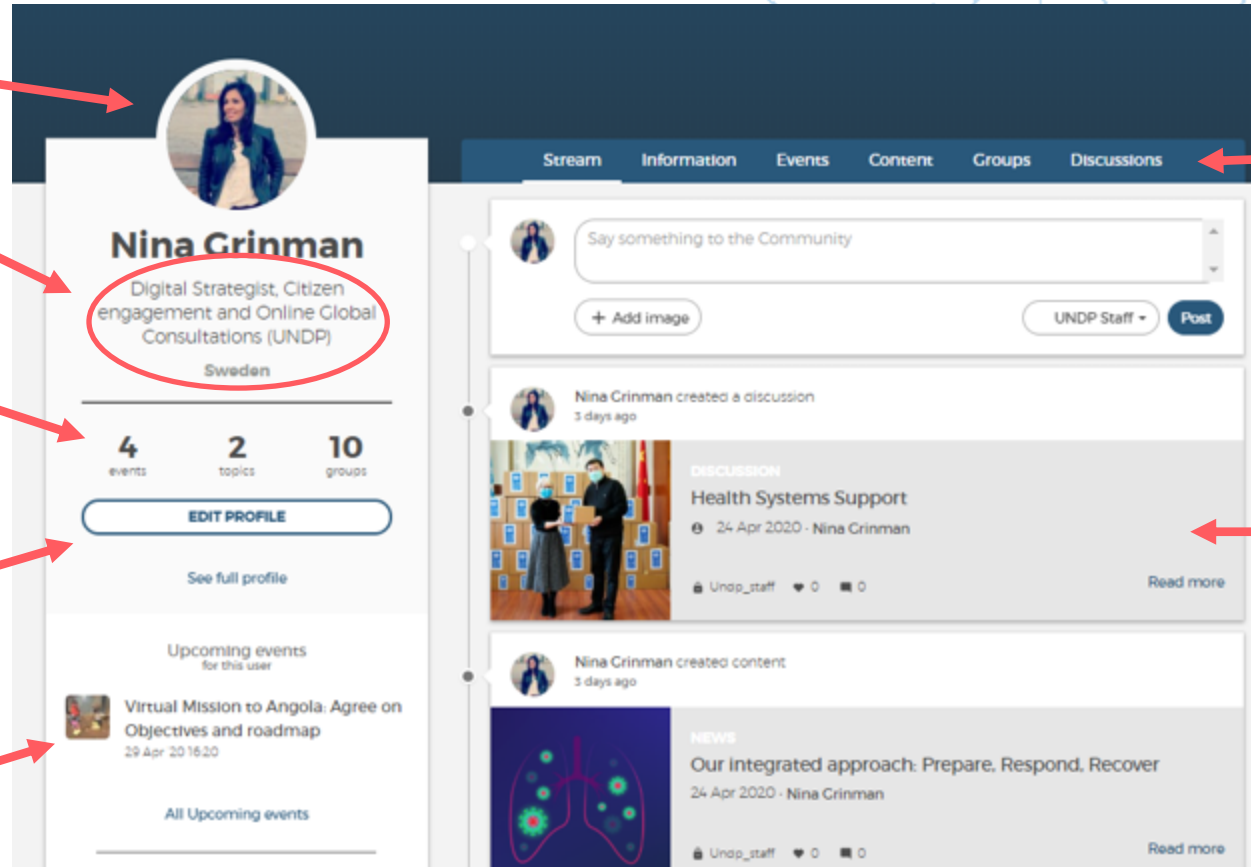 Nina Grinman
Digital Strategist, Citizen
engagement and Online Global
Consultations (UNDP)
Sweden
4 2 10
events topics groups
EDIT PROFILE
See full profile
Upcoming events
for this user
Virtual Mission to Angola: Agree on
Objectives and roadmap
29 Apr '20 16:20
All Upcoming events
Stream Information Events Content Groups Discussions
Say something to the Community
+ Add image UNDP Staff Post
Nina Grinman created a discussion
3 days ago
DISCUSSION
Health Systems Support
24 Apr 2020 · Nina Grinman
Undp_staff 0 0 Read more
Nina Grinman created content
3 days ago
NEWS
Our integrated approach: Prepare, Respond, Recover
24 Apr 2020 · Nina Grinman
Undp_staff 0 0 Read more